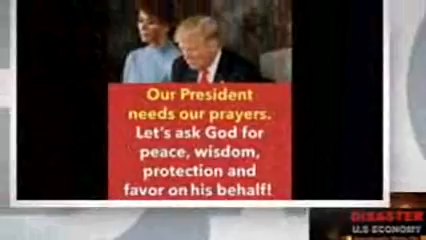 Our President
needs our prayers.
Let's ask God for
peace, wisdom,
protection and
favor on his behalf!
DISASTER
U.S ECONOMY